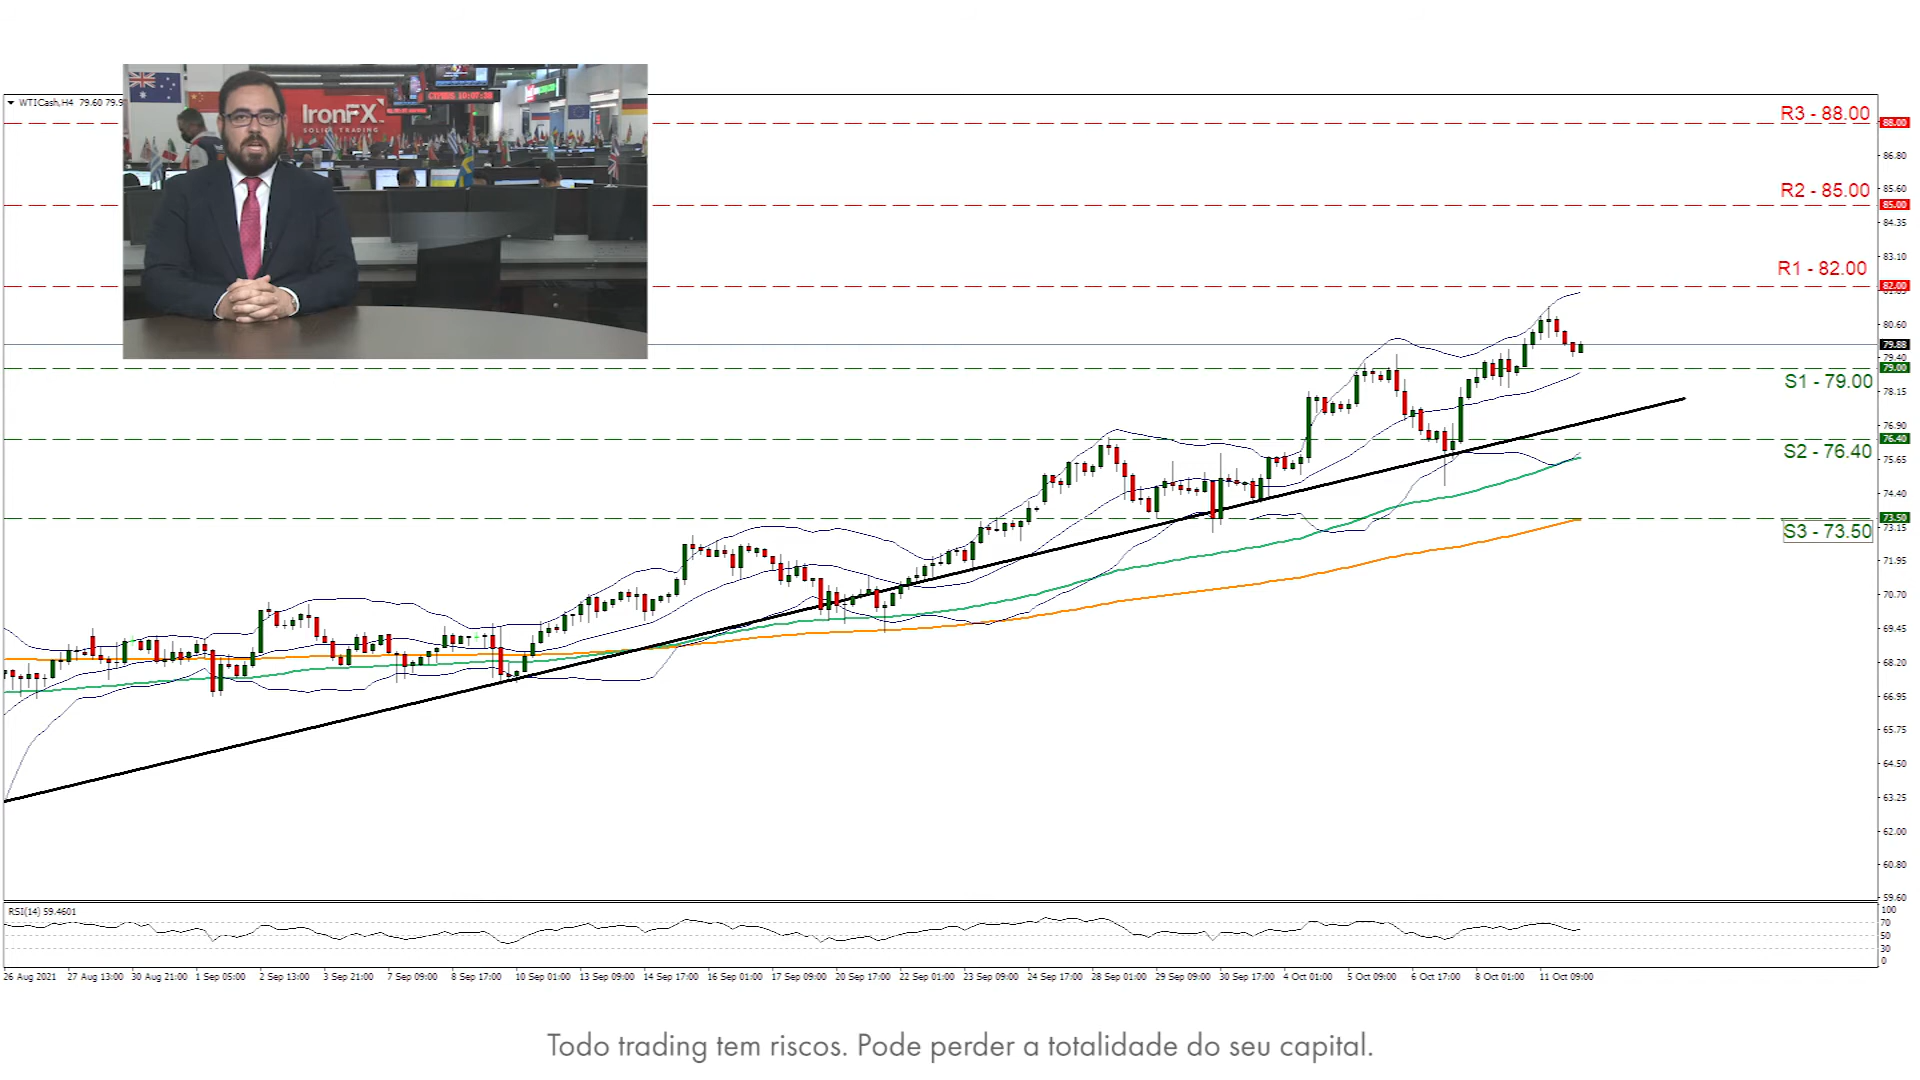 WTICash,H4 79.60 79.9
IronFX
SOLID TRADING
CYPRUS 10:07:38
R3 - 88.00
R2 - 85.00
R1 - 82.00
S1 - 79.00
S2 - 76.40
S3 - 73.50
88.00
86.80
85.60
85.00
84.35
83.10
82.00
80.60
79.88
79.40
79.00
78.15
76.90
76.40
75.65
74.40
73.50
73.15
71.95
70.70
69.45
68.20
66.95
65.75
64.50
63.25
62.00
60.80
59.60
RSI(14) 59.4601
100
70
50
30
0
26 Aug 2021 27 Aug 13:00 30 Aug 21:00 1 Sep 05:00 2 Sep 13:00 3 Sep 21:00 7 Sep 09:00 8 Sep 17:00 10 Sep 01:00 13 Sep 09:00 14 Sep 17:00 16 Sep 01:00 17 Sep 09:00 20 Sep 17:00 22 Sep 01:00 23 Sep 09:00 24 Sep 17:00 28 Sep 01:00 29 Sep 09:00 30 Sep 17:00 4 Oct 01:00 5 Oct 09:00 6 Oct 17:00 8 Oct 01:00 11 Oct 09:00
Todo trading tem riscos. Pode perder a totalidade do seu capital.